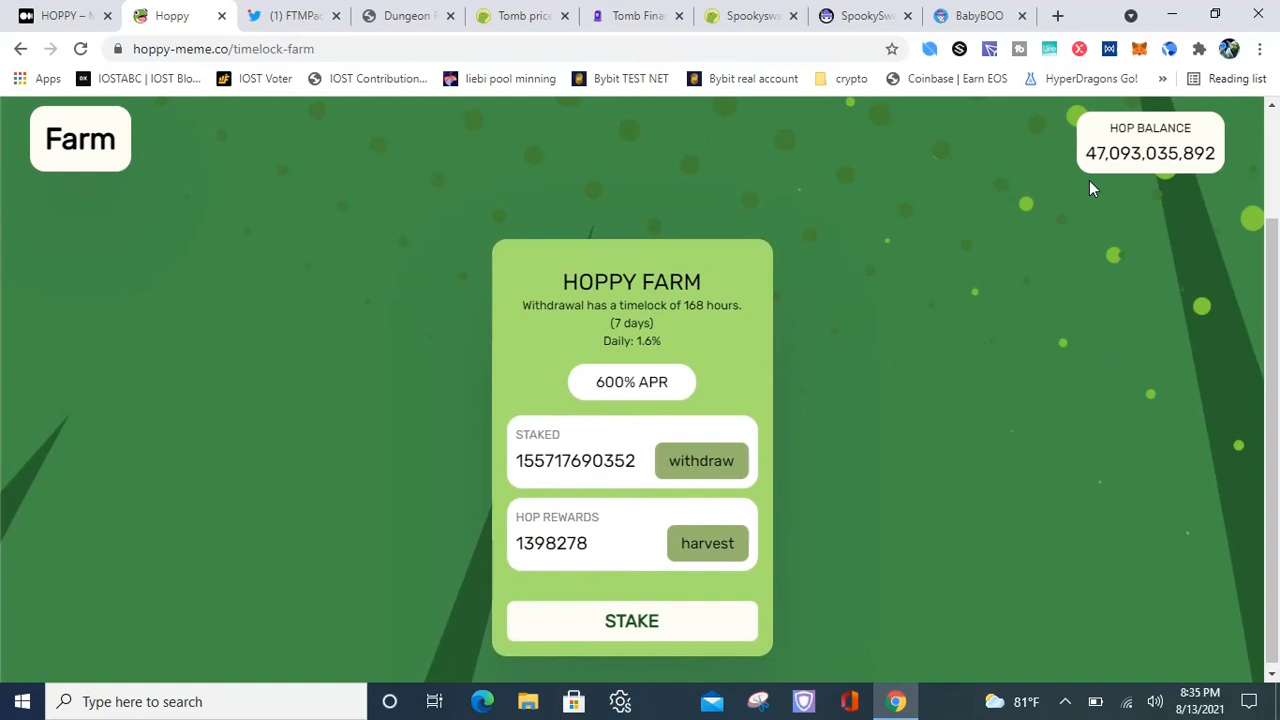 HOPPY – M
Hoppy
(1) FTMPa
Dungeon R
Tomb price
Tomb Fina
Spookyswa
SpookySwa
BabyBOO
hoppy-meme.co/timelock-farm
Apps
IOSTABC | IOST Blo...
IOST Voter
IOST Contribution...
liebi pool minning
Bybit TEST NET
Bybit real account
crypto
Coinbase | Earn EOS
HyperDragons Go!
»
Reading list
Farm
HOP BALANCE
47,093,035,892
HOPPY FARM
Withdrawal has a timelock of 168 hours.
(7 days)
Daily: 1.6%
600% APR
STAKED
155717690352
withdraw
HOP REWARDS
1398278
harvest
STAKE
Type here to search
81°F
8:35 PM
8/13/2021